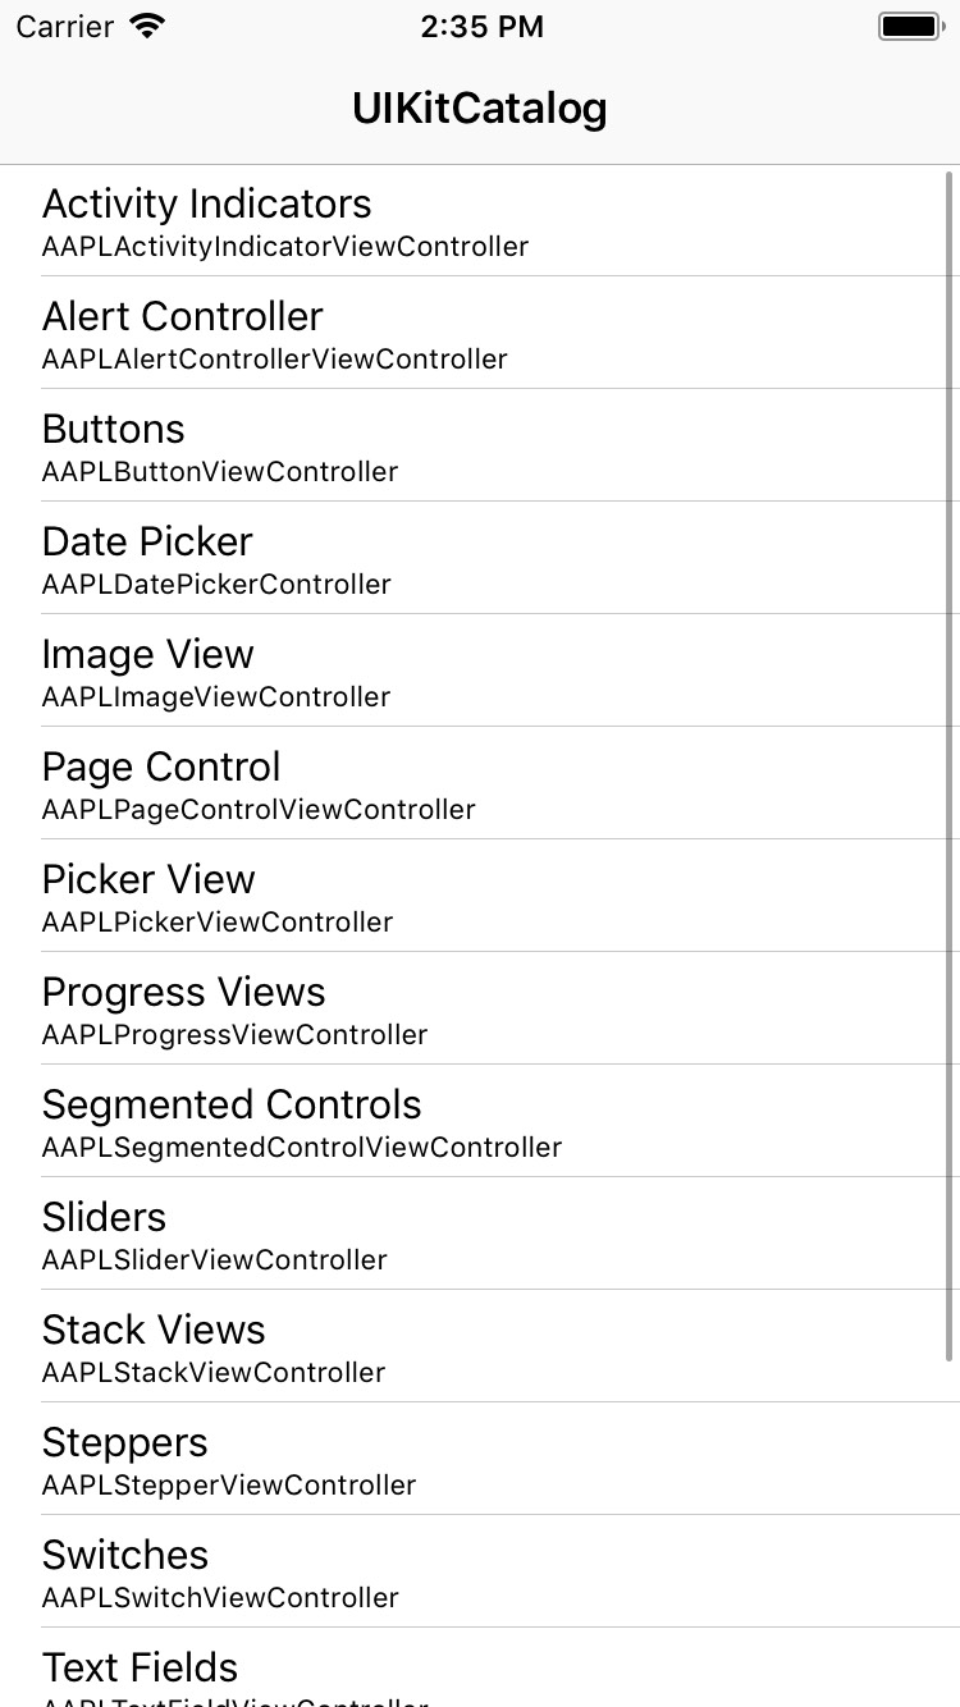 Carrier 2:35 PM
UIKitCatalog
Activity Indicators
AAPLActivityIndicatorViewController
Alert Controller
AAPLAlertControllerViewController
Buttons
AAPLButtonViewController
Date Picker
AAPLDatePickerController
Image View
AAPLImageViewController
Page Control
AAPLPageControlViewController
Picker View
AAPLPickerViewController
Progress Views
AAPLProgressViewController
Segmented Controls
AAPLSegmentedControlViewController
Sliders
AAPLSliderViewController
Stack Views
AAPLStackViewController
Steppers
AAPLStepperViewController
Switches
AAPLSwitchViewController
Text Fields
AAPLTextFieldViewController